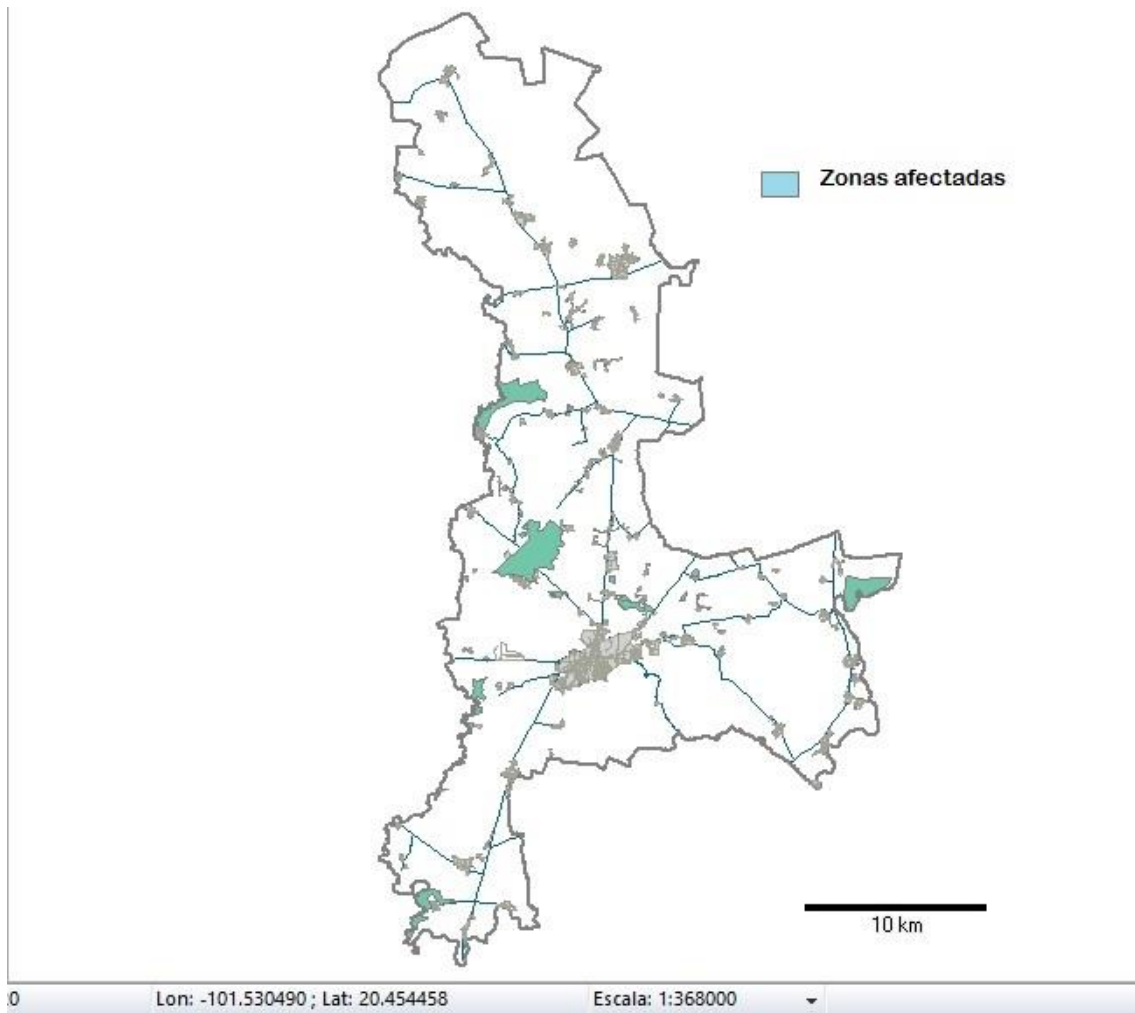 Zonas afectadas
10 km
:0 Lon: -101.530490 ; Lat: 20.454458 Escala: 1:368000